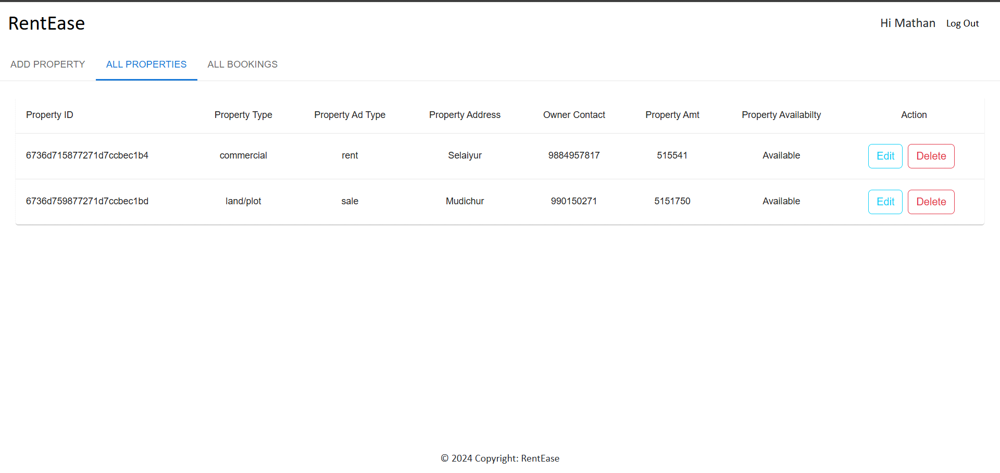 RentEase
Hi Mathan Log Out
ADD PROPERTY ALL PROPERTIES ALL BOOKINGS
Property ID Property Type Property Ad Type Property Address Owner Contact Property Amt Property Availabilty Action
6736d715877271d7ccbec1b4 commercial rent Selaiyur 9884957817 515541 Available Edit Delete
6736d759877271d7ccbec1bd land/plot sale Mudichur 990150271 5151750 Available Edit Delete
© 2024 Copyright: RentEase